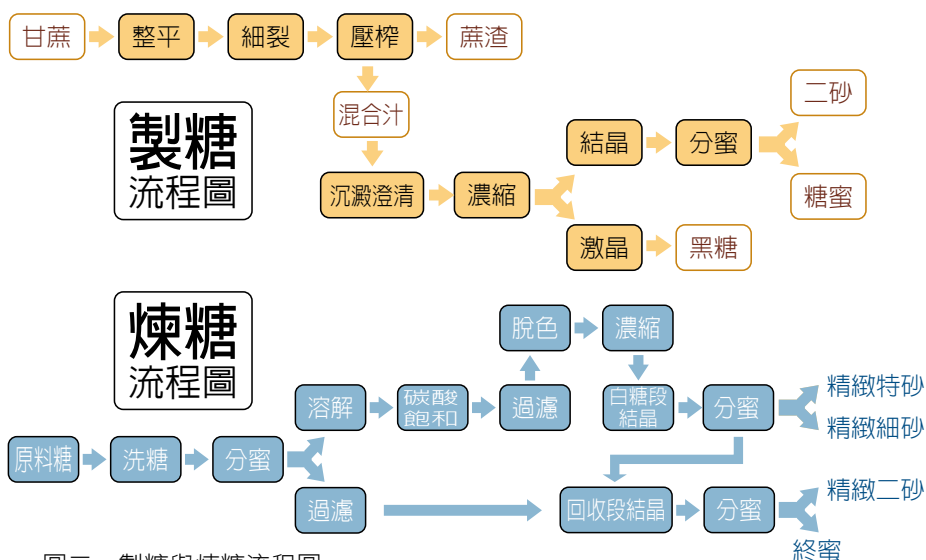 甘蔗
整平
細裂
壓榨
蔗渣
混合汁
製糖
流程圖
沉澱澄清
濃縮
結晶
分蜜
二砂
糖蜜
激晶
黑糖
煉糖
流程圖
原料糖
洗糖
分蜜
溶解
碳酸
飽和
過濾
脫色
濃縮
白糖段
結晶
分蜜
精緻特砂
精緻細砂
過濾
回收段結晶
分蜜
精緻二砂
終蜜